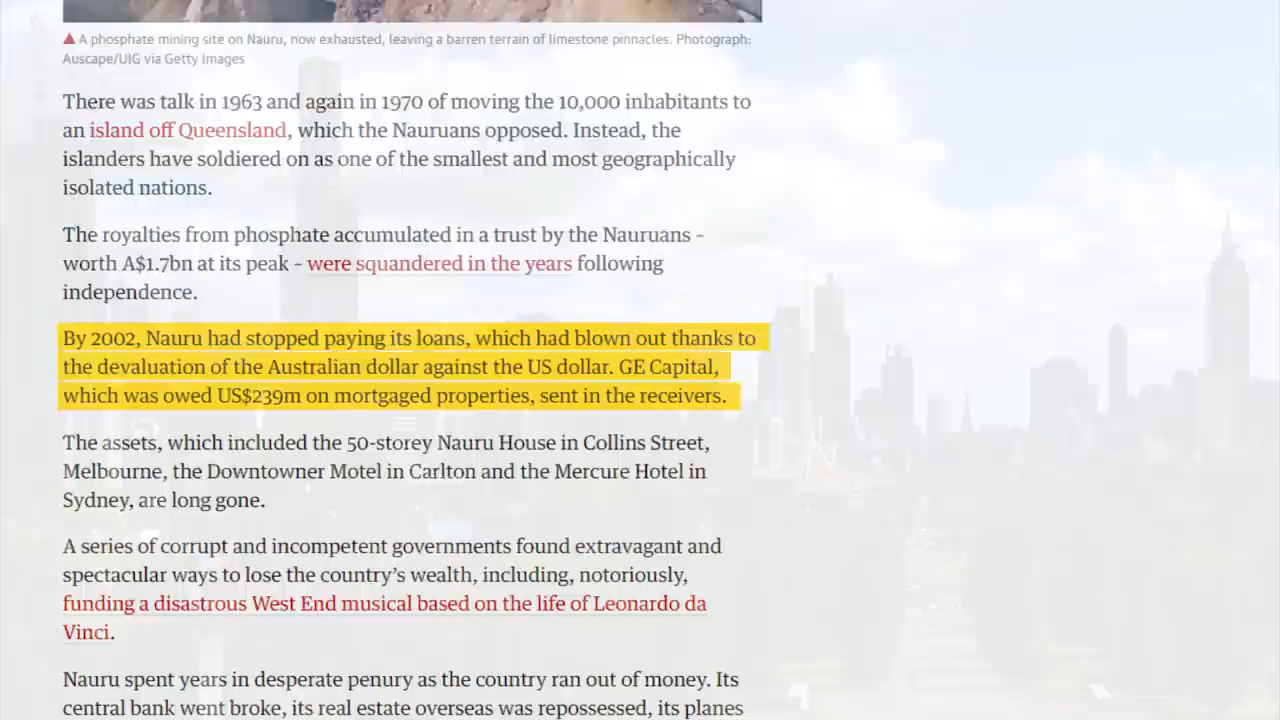 ▲ A phosphate mining site on Nauru, now exhausted, leaving a barren terrain of limestone pinnacles. Photograph:
Auscape/UIG via Getty Images
There was talk in 1963 and again in 1970 of moving the 10,000 inhabitants to
an island off Queensland, which the Nauruans opposed. Instead, the
islanders have soldiered on as one of the smallest and most geographically
isolated nations.
The royalties from phosphate accumulated in a trust by the Nauruans –
worth A$1.7bn at its peak – were squandered in the years following
independence.
By 2002, Nauru had stopped paying its loans, which had blown out thanks to
the devaluation of the Australian dollar against the US dollar. GE Capital,
which was owed US$239m on mortgaged properties, sent in the receivers.
The assets, which included the 50-storey Nauru House in Collins Street,
Melbourne, the Downtowner Motel in Carlton and the Mercure Hotel in
Sydney, are long gone.
A series of corrupt and incompetent governments found extravagant and
spectacular ways to lose the country’s wealth, including, notoriously,
funding a disastrous West End musical based on the life of Leonardo da
Vinci.
Nauru spent years in desperate penury as the country ran out of money. Its
central bank went broke, its real estate overseas was repossessed, its planes